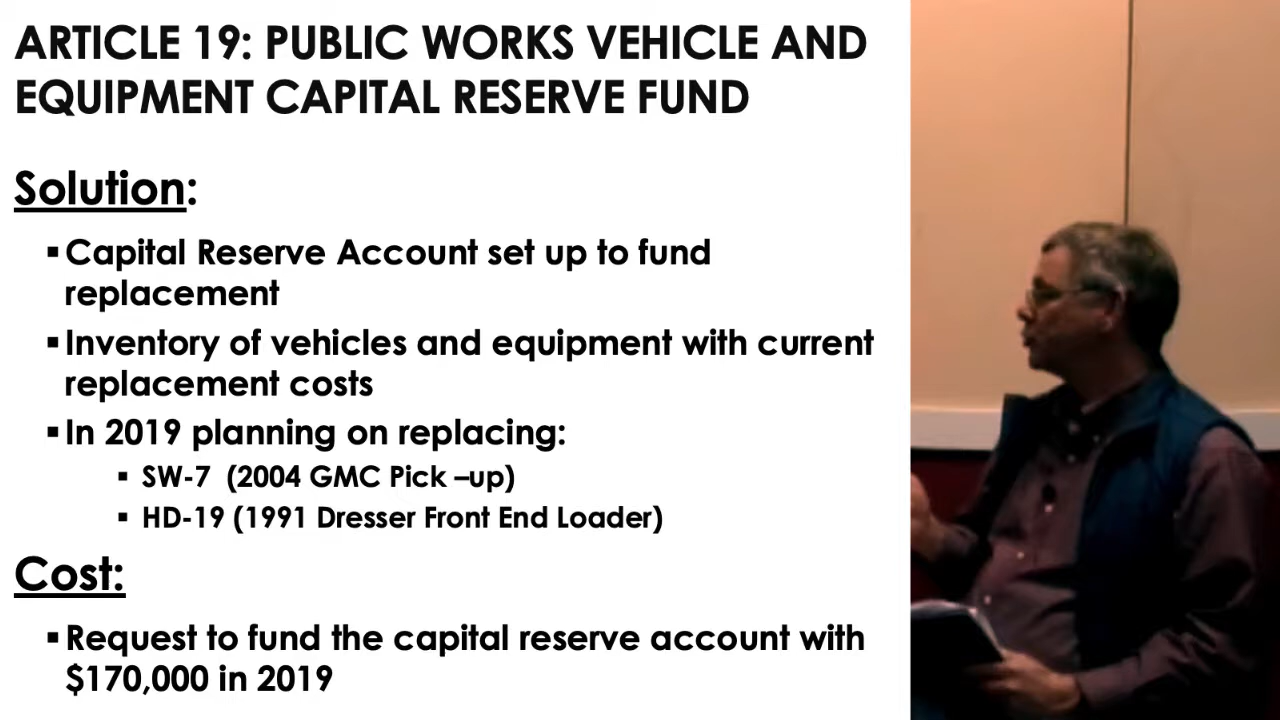 ARTICLE 19: PUBLIC WORKS VEHICLE AND
EQUIPMENT CAPITAL RESERVE FUND
Solution:
▪ Capital Reserve Account set up to fund
replacement
▪ Inventory of vehicles and equipment with current
replacement costs
▪ In 2019 planning on replacing:
▪ SW-7 (2004 GMC Pick –up)
▪ HD-19 (1991 Dresser Front End Loader)
Cost:
▪ Request to fund the capital reserve account with
$170,000 in 2019